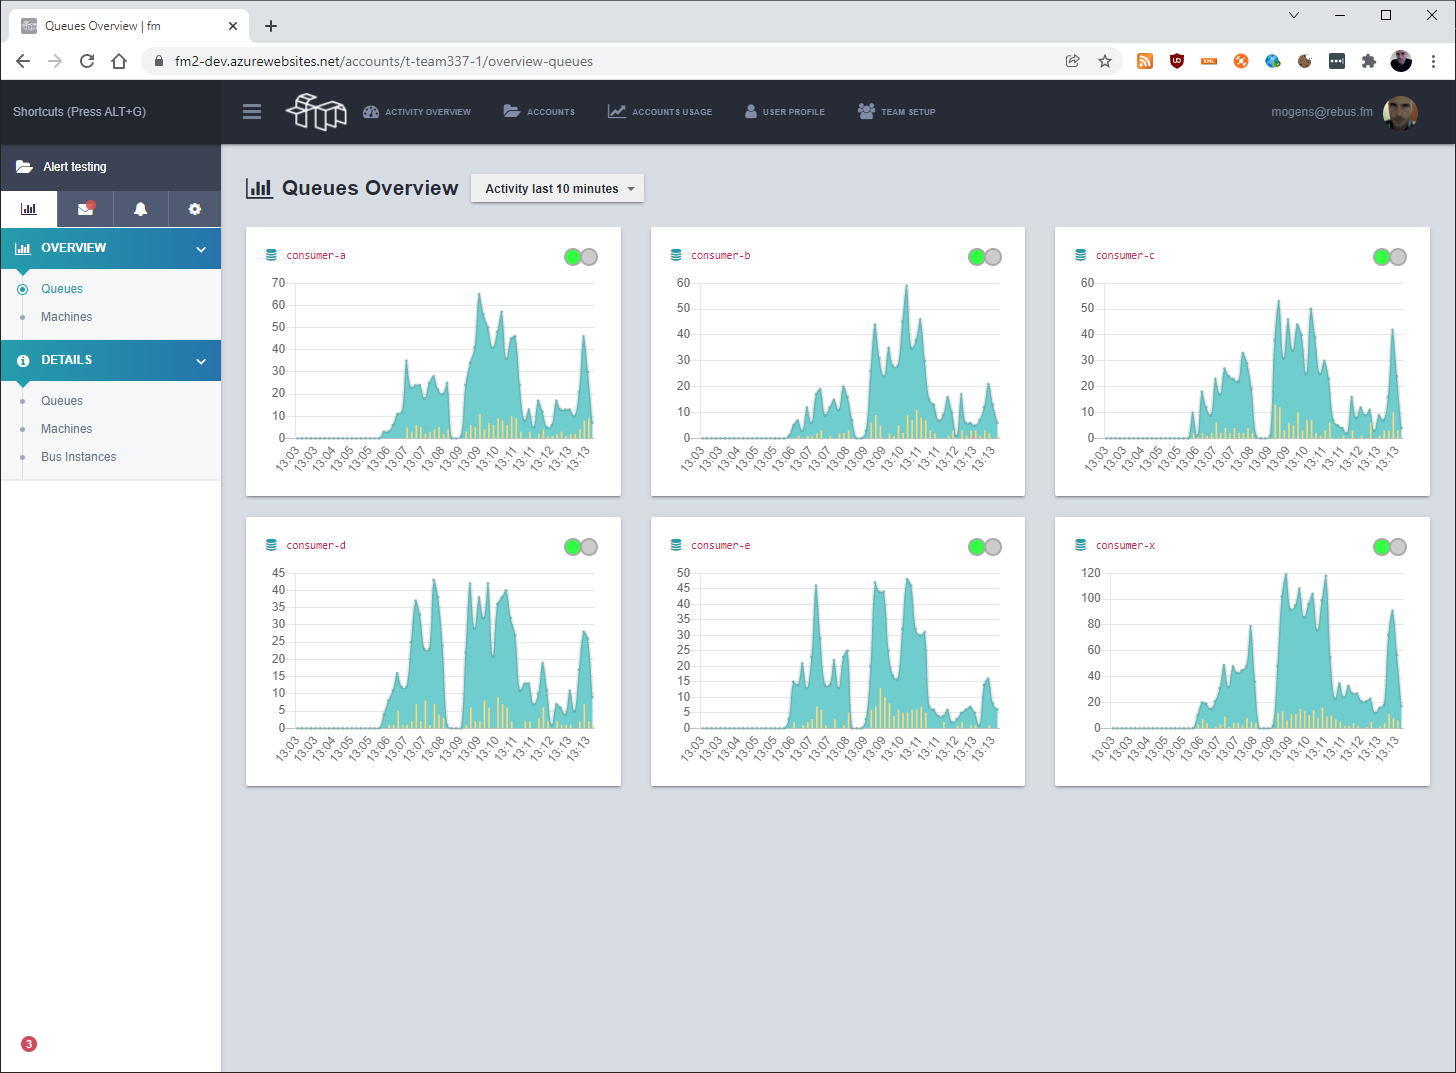 Queues Overview | fm
fm2-dev.azurewebsites.net/accounts/t-team337-1/overview-queues
Shortcuts (Press ALT+G)
ACTIVITY OVERVIEW
ACCOUNTS
ACCOUNTS USAGE
USER PROFILE
TEAM SETUP
mogens@rebus.fm
Alert testing
OVERVIEW
Queues
Machines
DETAILS
Queues
Machines
Bus Instances
3
Queues Overview
Activity last 10 minutes
consumer-a
70
60
50
40
30
20
10
0
13:03 13:03 13:04 13:05 13:05 13:06 13:07 13:07 13:08 13:09 13:09 13:10 13:11 13:11 13:12 13:13 13:13
consumer-b
60
50
40
30
20
10
0
13:03 13:03 13:04 13:05 13:05 13:06 13:07 13:07 13:08 13:09 13:09 13:10 13:11 13:11 13:12 13:13 13:13
consumer-c
60
50
40
30
20
10
0
13:03 13:03 13:04 13:05 13:05 13:06 13:07 13:07 13:08 13:09 13:09 13:10 13:11 13:11 13:12 13:13 13:13
consumer-d
45
40
35
30
25
20
15
10
5
0
13:03 13:03 13:04 13:05 13:05 13:06 13:07 13:07 13:08 13:09 13:09 13:10 13:11 13:11 13:12 13:13 13:13
consumer-e
50
45
40
35
30
25
20
15
10
5
0
13:03 13:03 13:04 13:05 13:05 13:06 13:07 13:07 13:08 13:09 13:09 13:10 13:11 13:11 13:12 13:13 13:13
consumer-x
120
100
80
60
40
20
0
13:03 13:03 13:04 13:05 13:05 13:06 13:07 13:07 13:08 13:09 13:09 13:10 13:11 13:11 13:12 13:13 13:13